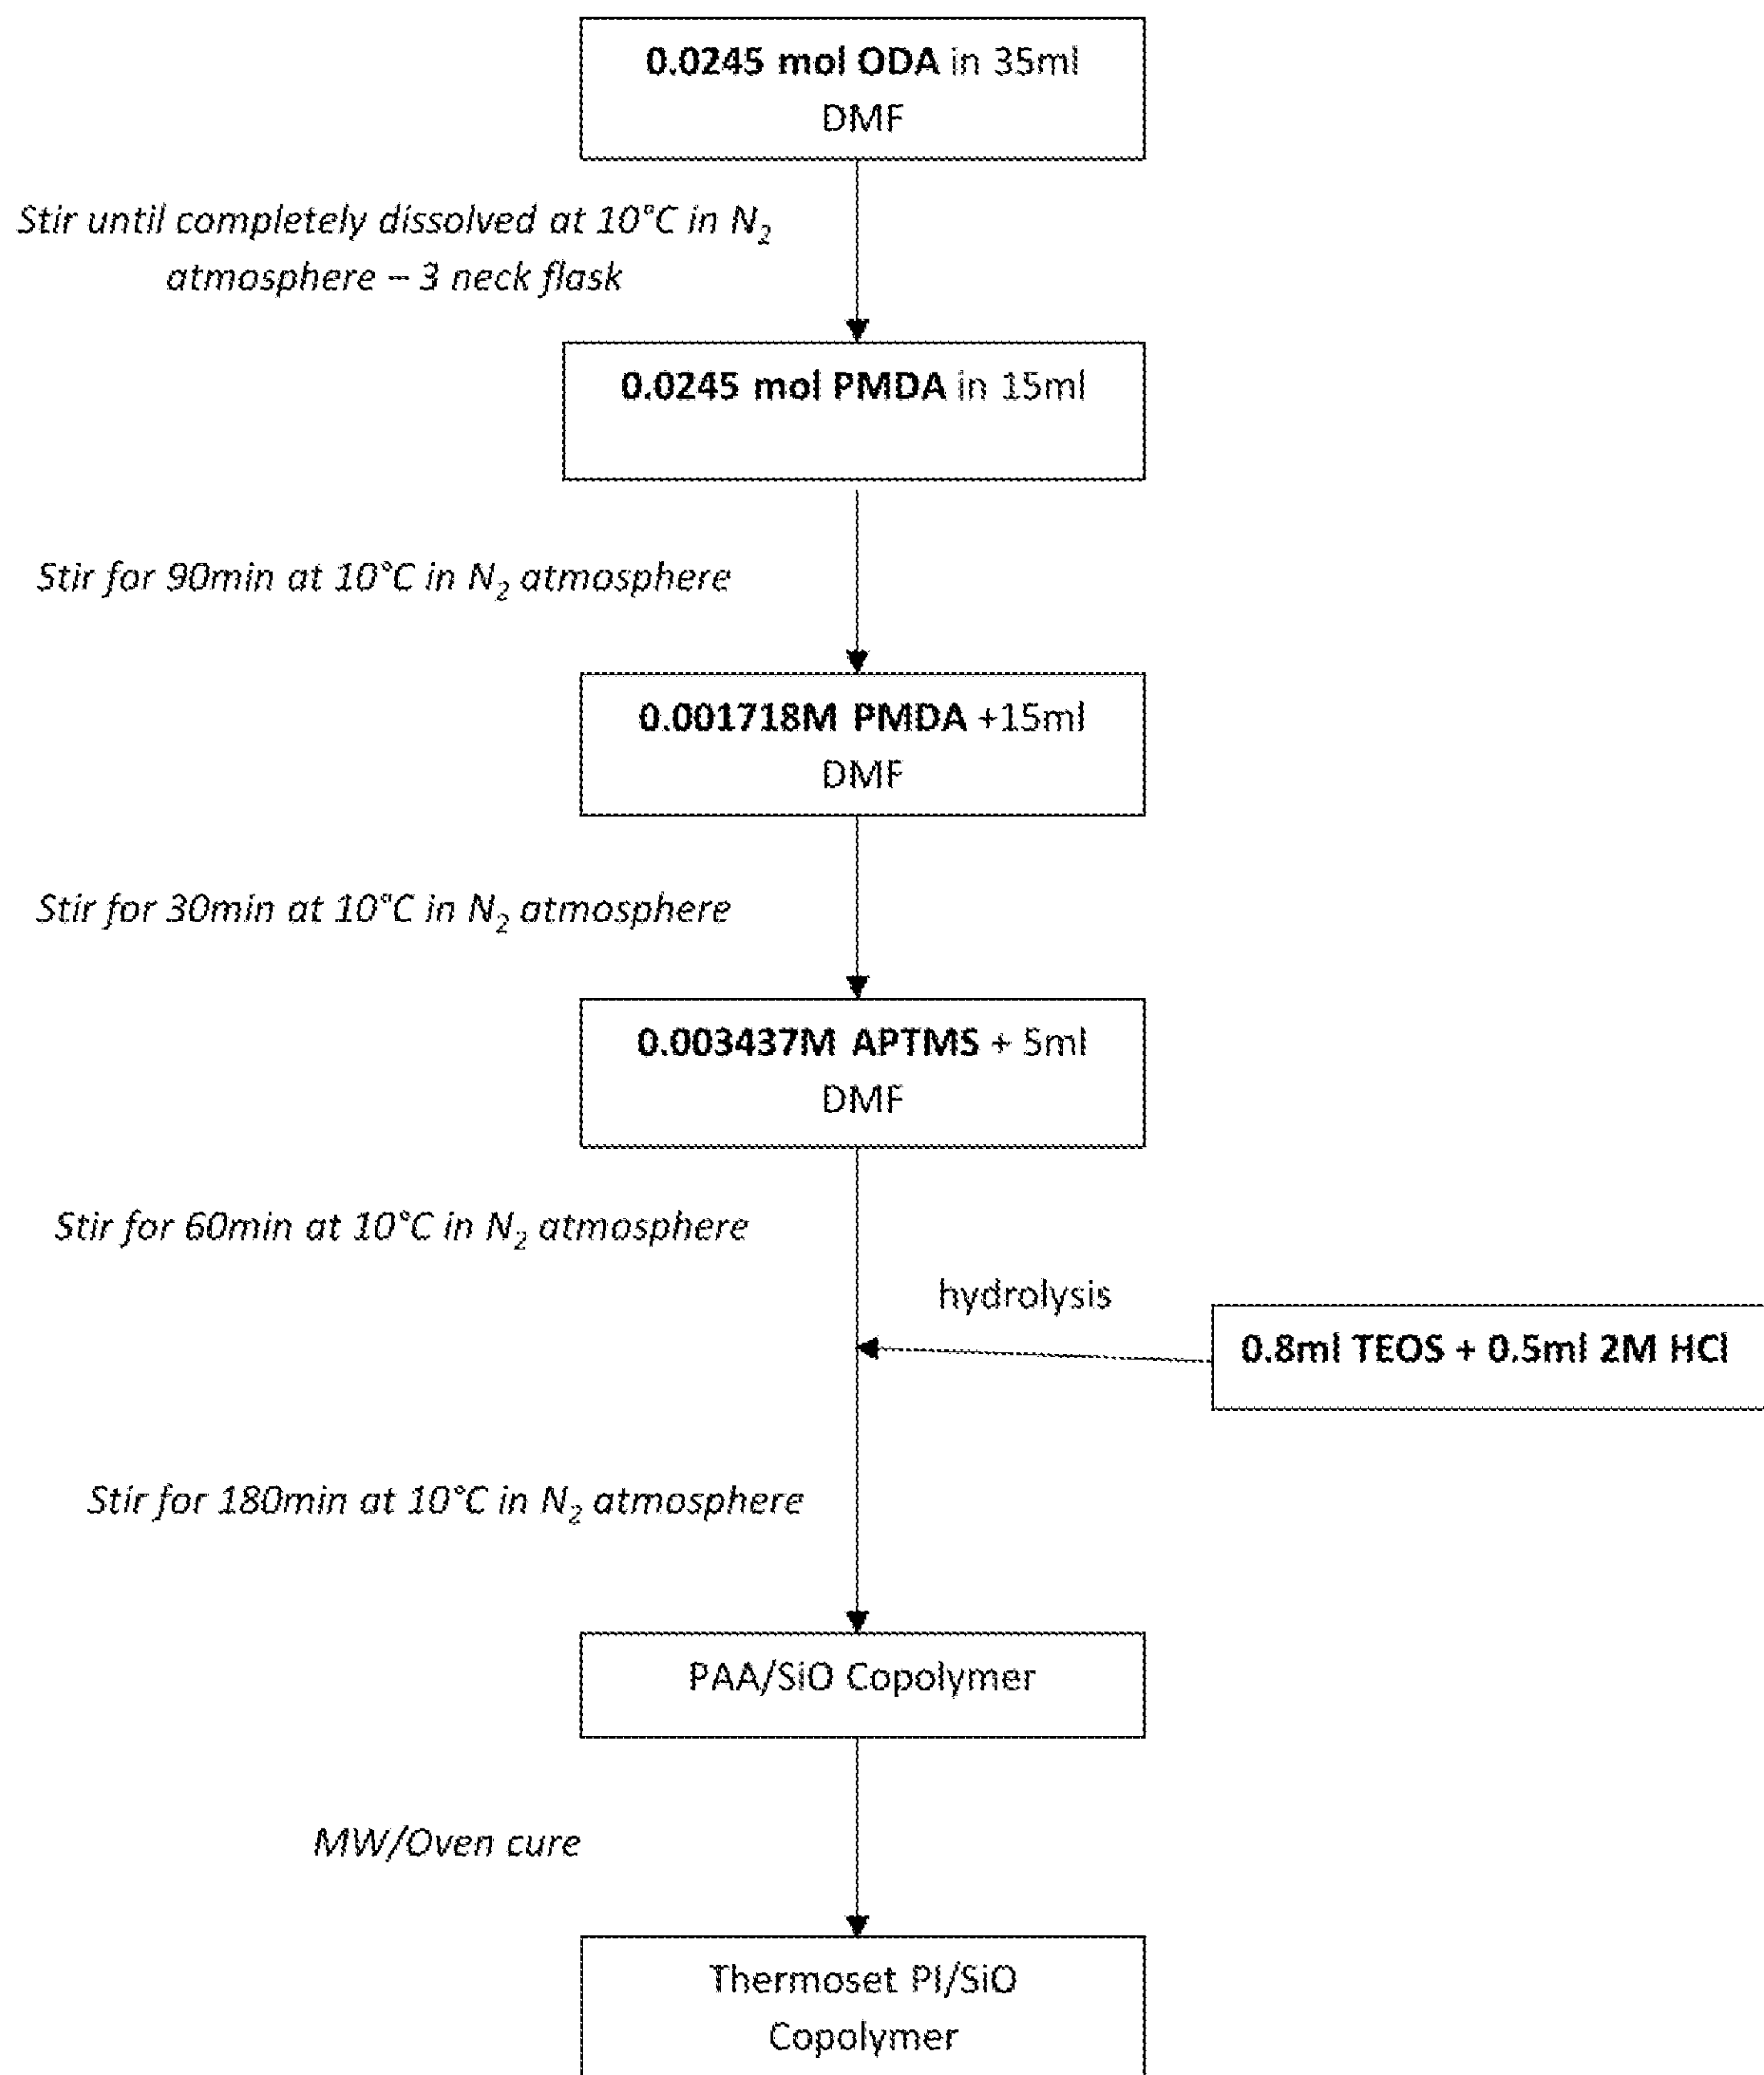 0.0245 mol ODA in 35ml
DMF
Stir until completely dissolved at 10°C in N₂
atmosphere – 3 neck flask
0.0245 mol PMDA in 15ml
Stir for 90min at 10°C in N₂ atmosphere
0.001718M PMDA +15ml
DMF
Stir for 30min at 10°C in N₂ atmosphere
0.003437M APTMS + 5ml
DMF
Stir for 60min at 10°C in N₂ atmosphere
hydrolysis
0.8ml TEOS + 0.5ml 2M HCl
Stir for 180min at 10°C in N₂ atmosphere
PAA/SiO Copolymer
MW/Oven cure
Thermoset PI/SiO
Copolymer